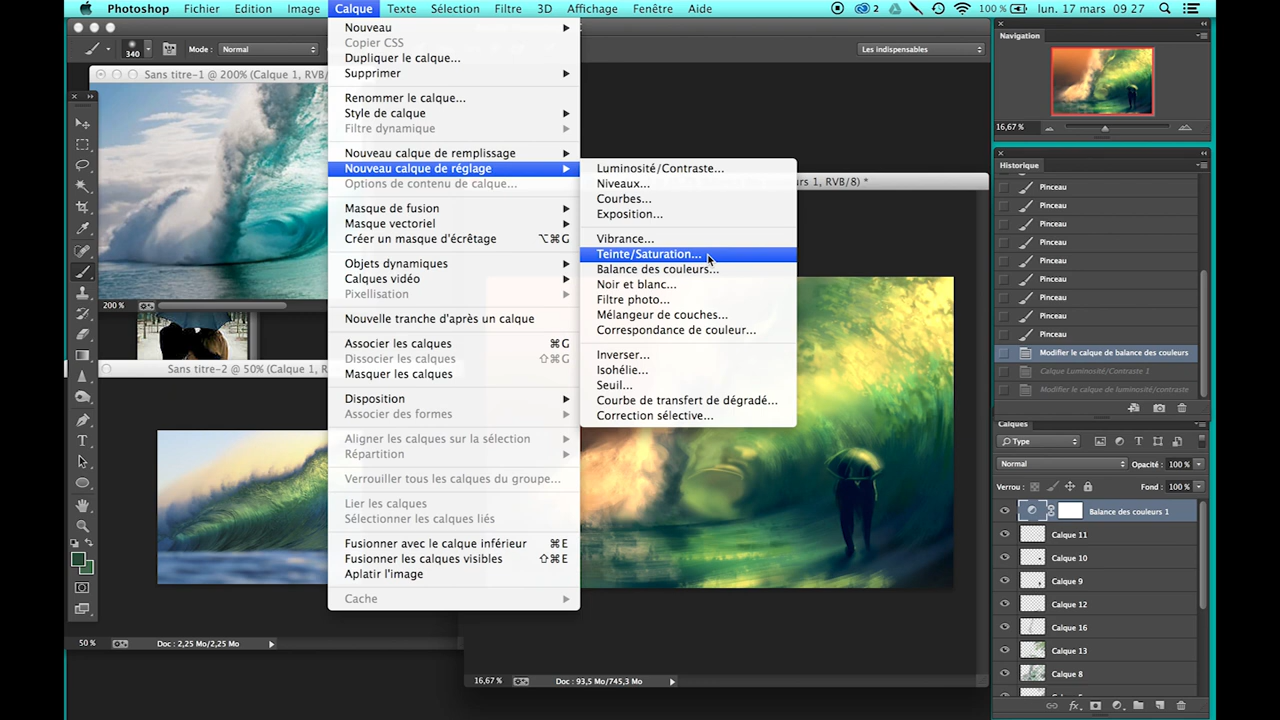 Photoshop Fichier Edition Image Calque Texte Sélection Filtre 3D Affichage Fenêtre Aide 2 100 % lun. 17 mars 09 27
340 Mode : Normal Les indispensables
Sans titre-1 @ 200% (Calque 1, RVB/
200 %
Sans titre-2 @ 50% (Calque 1, R
50 % Doc : 2,25 Mo/2,25 Mo
Nouveau
Copier CSS
Dupliquer le calque...
Supprimer
Renommer le calque...
Style de calque
Filtre dynamique
Nouveau calque de remplissage
Nouveau calque de réglage
Options de contenu de calque...
Masque de fusion
Masque vectoriel
Créer un masque d'écrêtage ⌥⌘G
Objets dynamiques
Calques vidéo
Pixellisation
Nouvelle tranche d'après un calque
Associer les calques ⌘G
Dissocier les calques ⇧⌘G
Masquer les calques
Disposition
Associer des formes
Aligner les calques sur la sélection
Répartition
Verrouiller tous les calques du groupe...
Lier les calques
Sélectionner les calques liés
Fusionner avec le calque inférieur ⌘E
Fusionner les calques visibles ⇧⌘E
Aplatir l'image
Cache
Luminosité/Contraste...
Niveaux...
Courbes...
Exposition...
Vibrance...
Teinte/Saturation...
Balance des couleurs...
Noir et blanc...
Filtre photo...
Mélangeur de couches...
Correspondance de couleur...
Inverser...
Isohélie...
Seuil...
Courbe de transfert de dégradé...
Correction sélective...
urs 1, RVB/8) *
16,67 % Doc : 93,5 Mo/745,3 Mo
Navigation
16,67 %
Historique
Pinceau
Pinceau
Pinceau
Pinceau
Pinceau
Pinceau
Pinceau
Pinceau
Pinceau
Modifier le calque de balance des couleurs
Calque Luminosité/Contraste 1
Modifier le calque de luminosité/contraste
Calques
Type
Normal Opacité : 100 %
Verrou : Fond : 100 %
Balance des couleurs 1
Calque 11
Calque 10
Calque 9
Calque 12
Calque 16
Calque 13
Calque 8